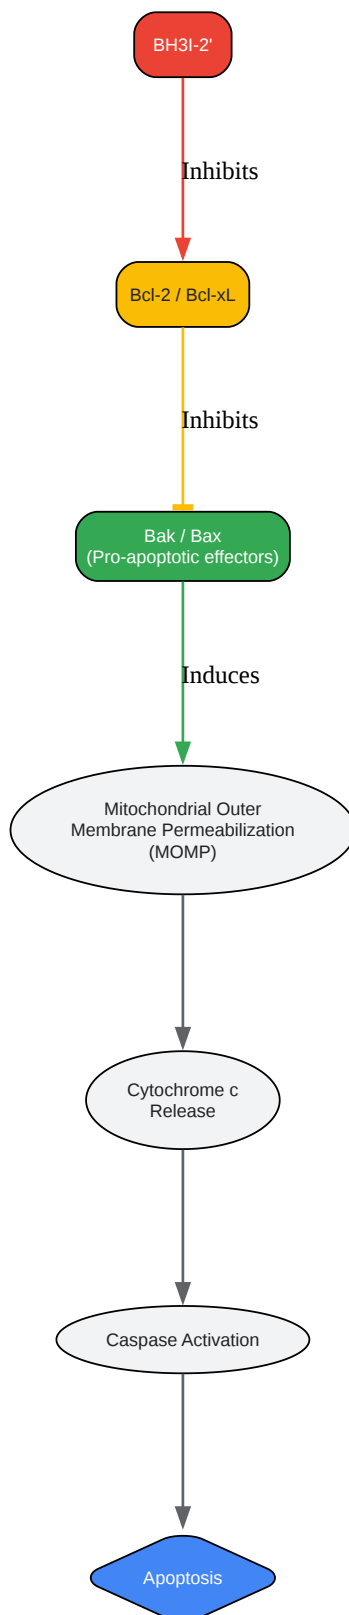 BH3I-2'
Inhibits
Bcl-2 / Bcl-xL
Inhibits
Bak / Bax
(Pro-apoptotic effectors)
Induces
Mitochondrial Outer
Membrane Permeabilization
(MOMP)
Cytochrome c
Release
Caspase Activation
Apoptosis